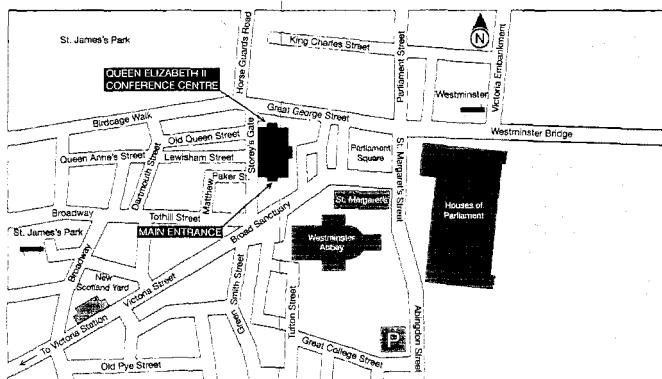 St. James's Park
Horse Guards Road
King Charles Street
Parliament Street
N
Victoria Embankment
QUEEN ELIZABETH II
CONFERENCE CENTRE
Westminster
Birdcage Walk
Great George Street
Westminster Bridge
Old Queen Street
Storey's Gate
Parliament
Square
Queen Anne's Street
Lewisham Street
Dartmouth Street
St. Margaret's Street
Matthew
Paker St.
St. Margaret's
Houses of
Parliament
Broadway
Tothill Street
Broad Sanctuary
St. James's Park
MAIN ENTRANCE
Westminster
Abbey
Broadway
New
Scotland Yard
Victoria Street
Green Smith Street
Tufton Street
Abingdon Street
P
To Victoria Station
Great College Street
Old Pye Street